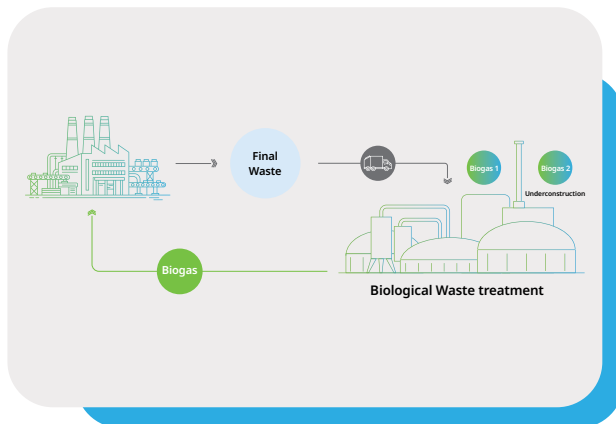 Final
Waste
Biogas 1
Biogas 2
Underconstruction
Biogas
Biological Waste treatment